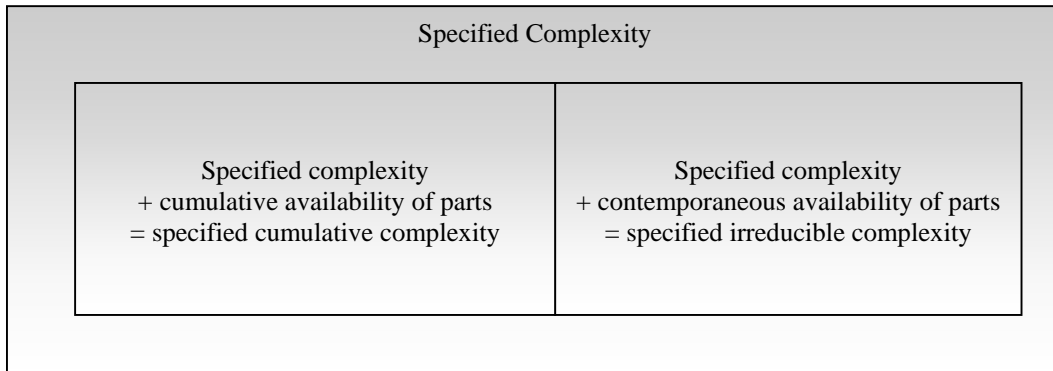 Specified Complexity
Specified complexity
+ cumulative availability of parts
= specified cumulative complexity
Specified complexity
+ contemporaneous availability of parts
= specified irreducible complexity